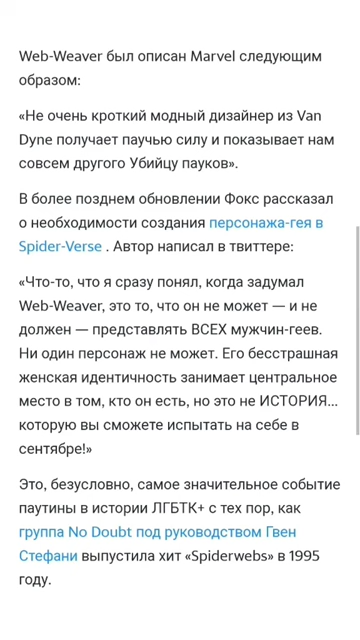 Web-Weaver был описан Marvel следующим
образом:
«Не очень кроткий модный дизайнер из Van
Dyne получает паучью силу и показывает нам
совсем другого Убийцу пауков».
В более позднем обновлении Фокс рассказал
о необходимости создания персонажа-гея в
Spider-Verse . Автор написал в твиттере:
«Что-то, что я сразу понял, когда задумал
Web-Weaver, это то, что он не может — и не
должен — представлять ВСЕХ мужчин-геев.
Ни один персонаж не может. Его бесстрашная
женская идентичность занимает центральное
место в том, кто он есть, но это не ИСТОРИЯ...
которую вы сможете испытать на себе в
сентябре!»
Это, безусловно, самое значительное событие
паутины в истории ЛГБТК+ с тех пор, как
группа No Doubt под руководством Гвен
Стефани выпустила хит «Spiderwebs» в 1995
году.